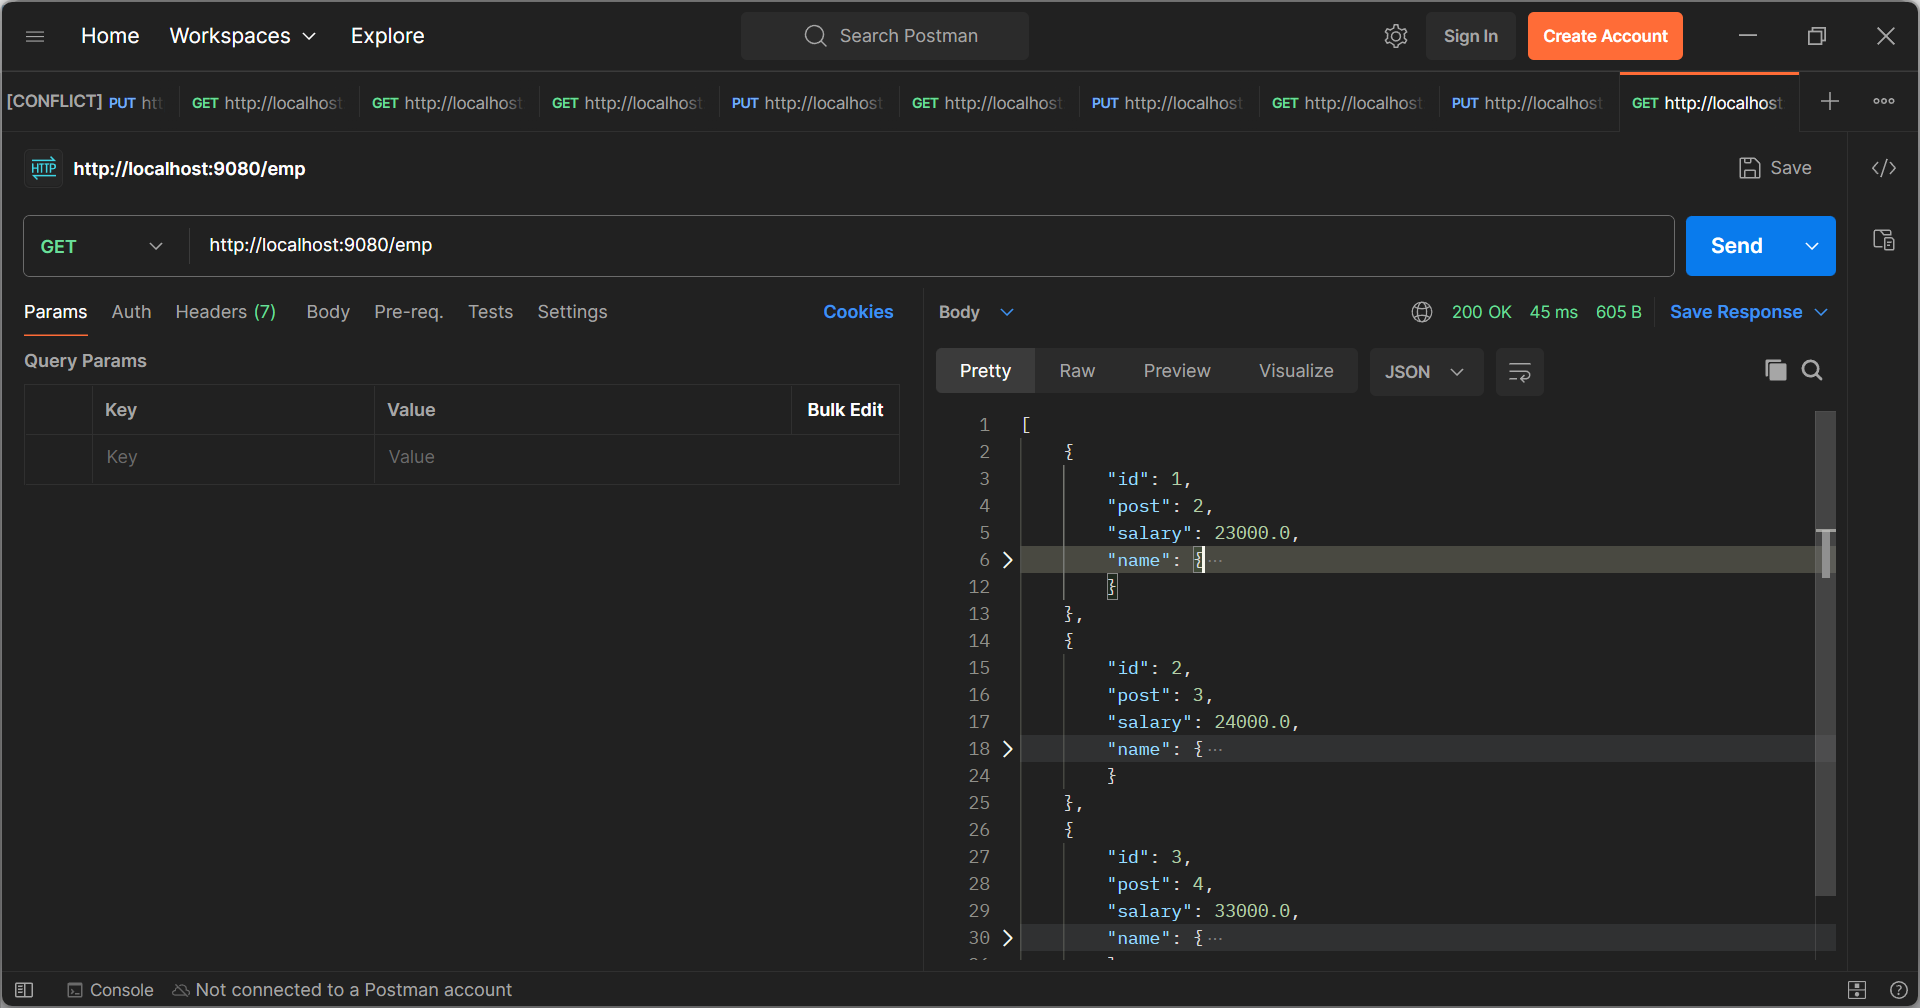 Home Workspaces Explore Search Postman Sign In Create Account
[CONFLICT] PUT htt GET http://localhost GET http://localhost GET http://localhost PUT http://localhost GET http://localhost PUT http://localhost GET http://localhost PUT http://localhost GET http://localhost
HTTP http://localhost:9080/emp Save
GET http://localhost:9080/emp Send
Params Auth Headers (7) Body Pre-req. Tests Settings Cookies
Query Params
Key Value Bulk Edit
Key Value
Body 200 OK 45 ms 605 B Save Response
Pretty Raw Preview Visualize JSON
1 [
2 {
3 "id": 1,
4 "post": 2,
5 "salary": 23000.0,
6 "name": { ...
12 }
13 },
14 {
15 "id": 2,
16 "post": 3,
17 "salary": 24000.0,
18 "name": { ...
24 }
25 },
26 {
27 "id": 3,
28 "post": 4,
29 "salary": 33000.0,
30 "name": { ...
Console Not connected to a Postman account